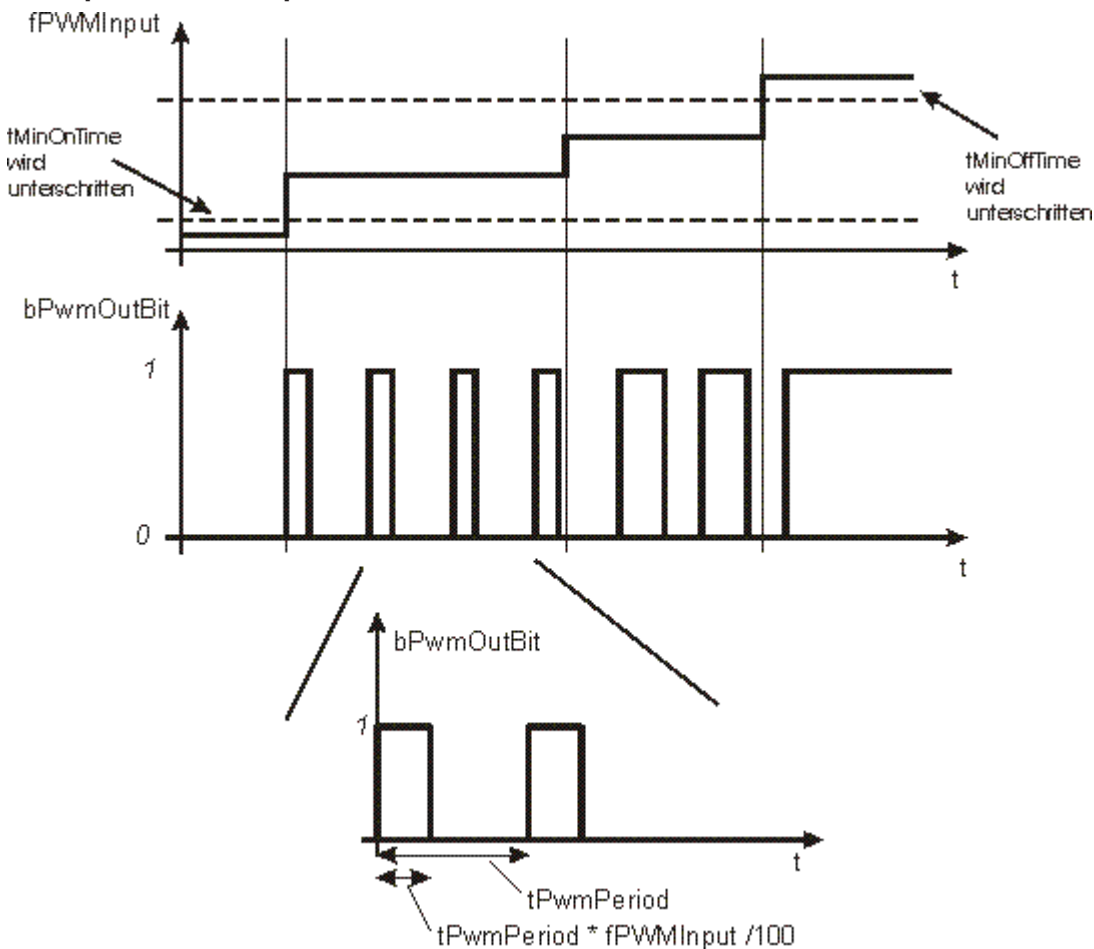 fPWMInput
tMinOnTime
wird
unterschritten
tMinOffTime
wird
unterschritten
t
bPwmOutBit
1
0
t
bPwmOutBit
1
t
tPwmPeriod
tPwmPeriod * fPWMInput /100